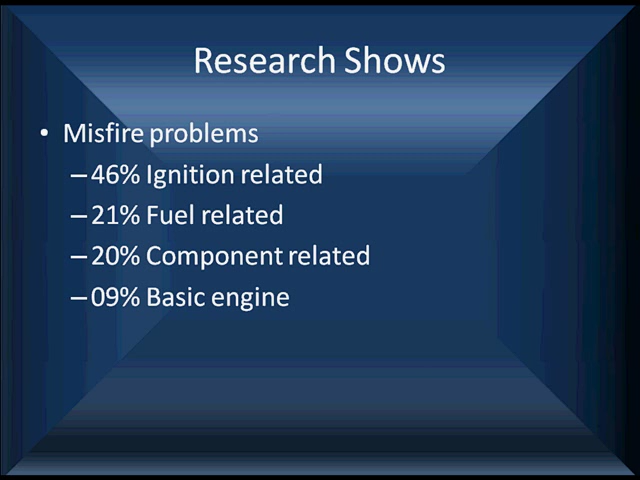 Research Shows
• Misfire problems
–46% Ignition related
–21% Fuel related
–20% Component related
–09% Basic engine